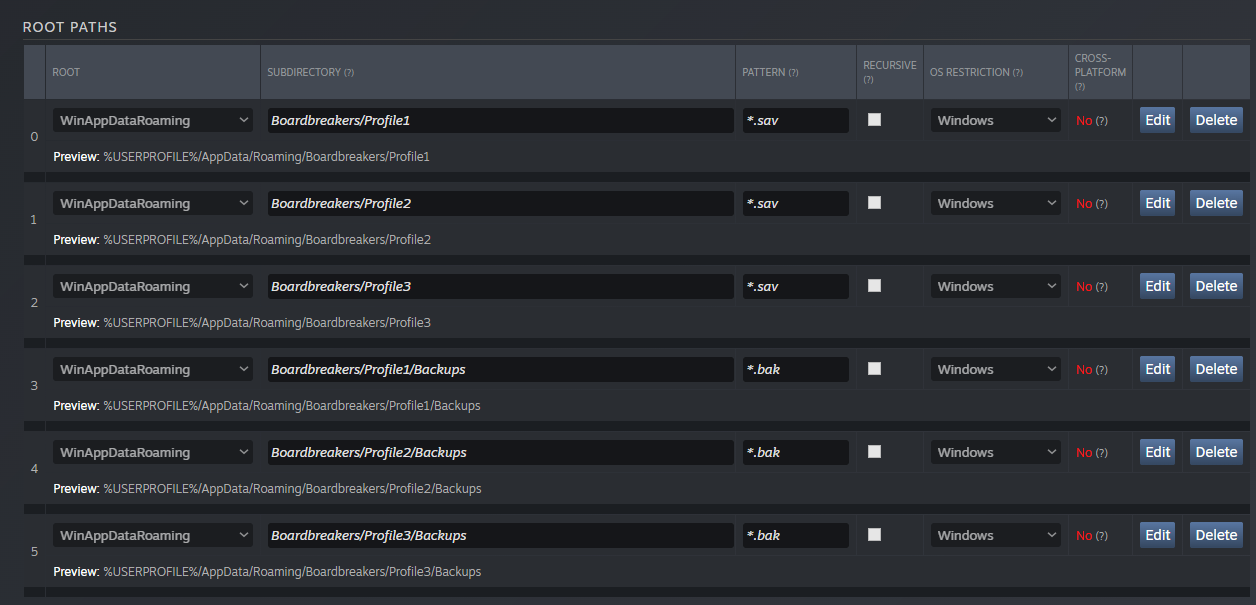 ROOT PATHS
ROOT SUBDIRECTORY (?) PATTERN (?) RECURSIVE (?) OS RESTRICTION (?) CROSS-PLATFORM (?)
0 WinAppDataRoaming Boardbreakers/Profile1 *.sav Windows No (?) Edit Delete
Preview: %USERPROFILE%/AppData/Roaming/Boardbreakers/Profile1
1 WinAppDataRoaming Boardbreakers/Profile2 *.sav Windows No (?) Edit Delete
Preview: %USERPROFILE%/AppData/Roaming/Boardbreakers/Profile2
2 WinAppDataRoaming Boardbreakers/Profile3 *.sav Windows No (?) Edit Delete
Preview: %USERPROFILE%/AppData/Roaming/Boardbreakers/Profile3
3 WinAppDataRoaming Boardbreakers/Profile1/Backups *.bak Windows No (?) Edit Delete
Preview: %USERPROFILE%/AppData/Roaming/Boardbreakers/Profile1/Backups
4 WinAppDataRoaming Boardbreakers/Profile2/Backups *.bak Windows No (?) Edit Delete
Preview: %USERPROFILE%/AppData/Roaming/Boardbreakers/Profile2/Backups
5 WinAppDataRoaming Boardbreakers/Profile3/Backups *.bak Windows No (?) Edit Delete
Preview: %USERPROFILE%/AppData/Roaming/Boardbreakers/Profile3/Backups